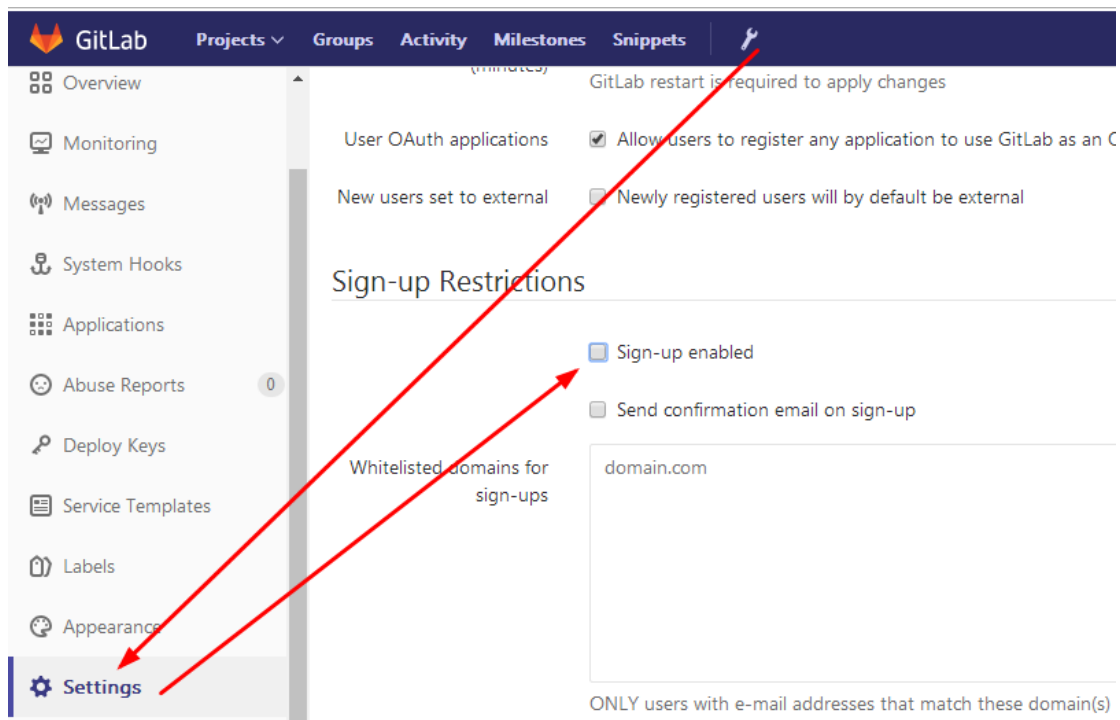 GitLab Projects Groups Activity Milestones Snippets
Overview
Monitoring
Messages
System Hooks
Applications
Abuse Reports 0
Deploy Keys
Service Templates
Labels
Appearance
Settings
(minutes)
GitLab restart is required to apply changes
User OAuth applications
Allow users to register any application to use GitLab as an
New users set to external
Newly registered users will by default be external
Sign-up Restrictions
Sign-up enabled
Send confirmation email on sign-up
Whitelisted domains for
sign-ups
domain.com
ONLY users with e-mail addresses that match these domain(s)